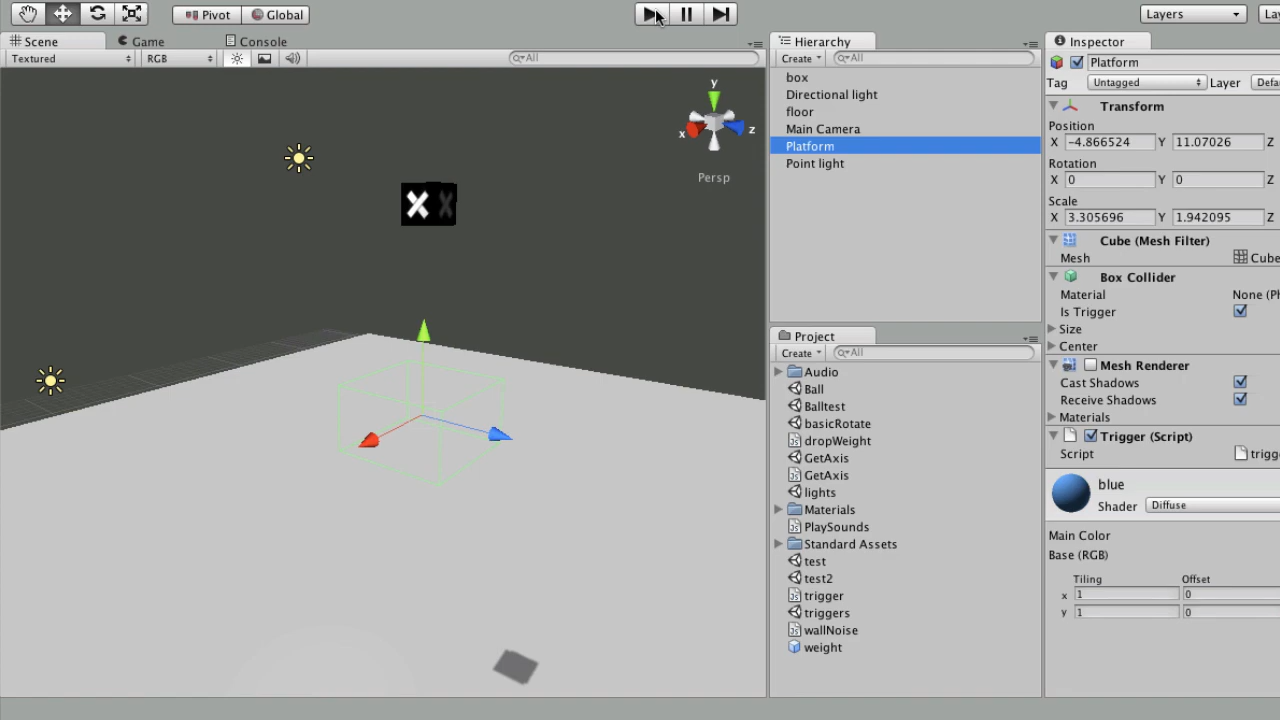 Pivot Global Layers
Scene Game Console
Textured RGB All
y
x z
Persp
X X
Hierarchy
Create All
box
Directional light
floor
Main Camera
Platform
Point light
Project
Create All
Audio
Ball
Balltest
basicRotate
dropWeight
GetAxis
GetAxis
lights
Materials
PlaySounds
Standard Assets
test
test2
trigger
triggers
wallNoise
weight
Inspector
Platform
Tag Untagged Layer Defau
Transform
Position
X -4.866524 Y 11.07026 Z
Rotation
X 0 Y 0 Z
Scale
X 3.305696 Y 1.942095 Z
Cube (Mesh Filter)
Mesh Cube
Box Collider
Material None (Ph
Is Trigger
Size
Center
Mesh Renderer
Cast Shadows
Receive Shadows
Materials
Trigger (Script)
Script trigg
blue
Shader Diffuse
Main Color
Base (RGB)
Tiling Offset
x 1 0
y 1 0